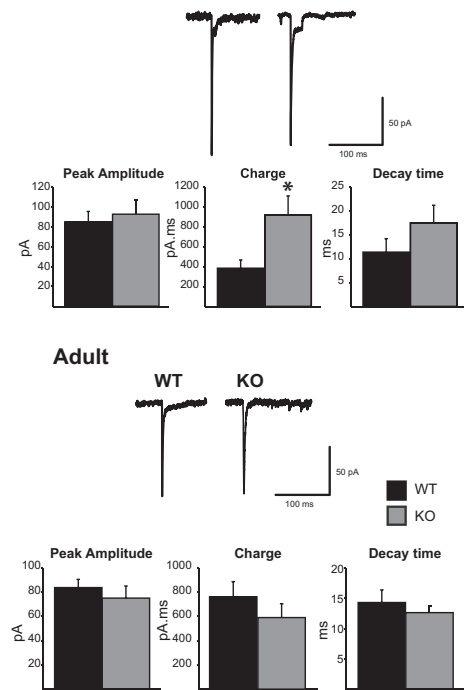 50 pA
100 ms
Peak Amplitude
Charge
Decay time
120
100
80
60
40
20
pA
1200
1000
800
600
400
200
pA.ms
*
25
20
15
10
5
ms
Adult
WT KO
50 pA
100 ms
WT
KO
Peak Amplitude
Charge
Decay time
100
80
60
40
20
pA
1000
800
600
400
200
pA.ms
20
15
10
5
ms